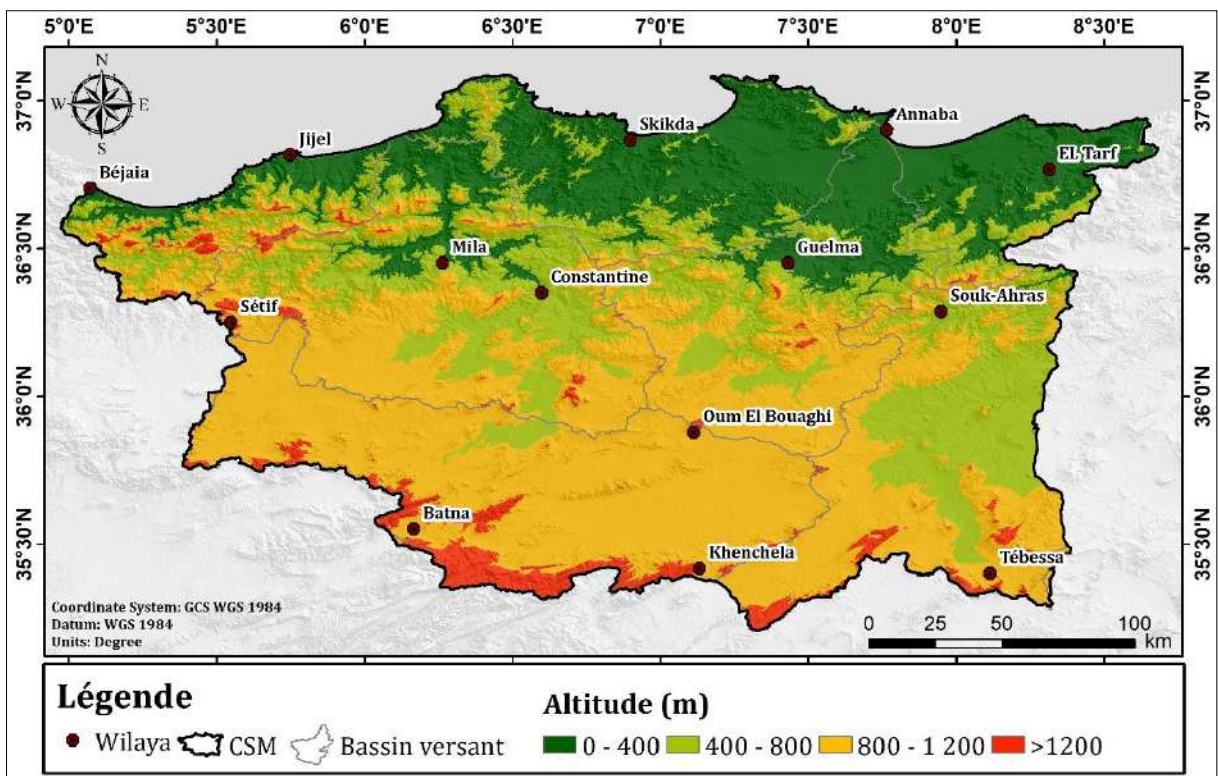 5°0'E 5°30'E 6°0'E 6°30'E 7°0'E 7°30'E 8°0'E 8°30'E
N
W E
S
37°0'N 37°0'N
Annaba
Skikda
Jijel
EL Tarf
Béjaia
36°30'N 36°30'N
Mila
Guelma
Constantine
Souk-Ahras
Sétif
36°0'N 36°0'N
Oum El Bouaghi
Batna
35°30'N 35°30'N
Khenchela
Tébessa
Coordinate System: GCS WGS 1984
Datum: WGS 1984
Units: Degree
0 25 50 100
km
Légende
Wilaya CSM Bassin versant
Altitude (m)
0 - 400 400 - 800 800 - 1 200 >1200